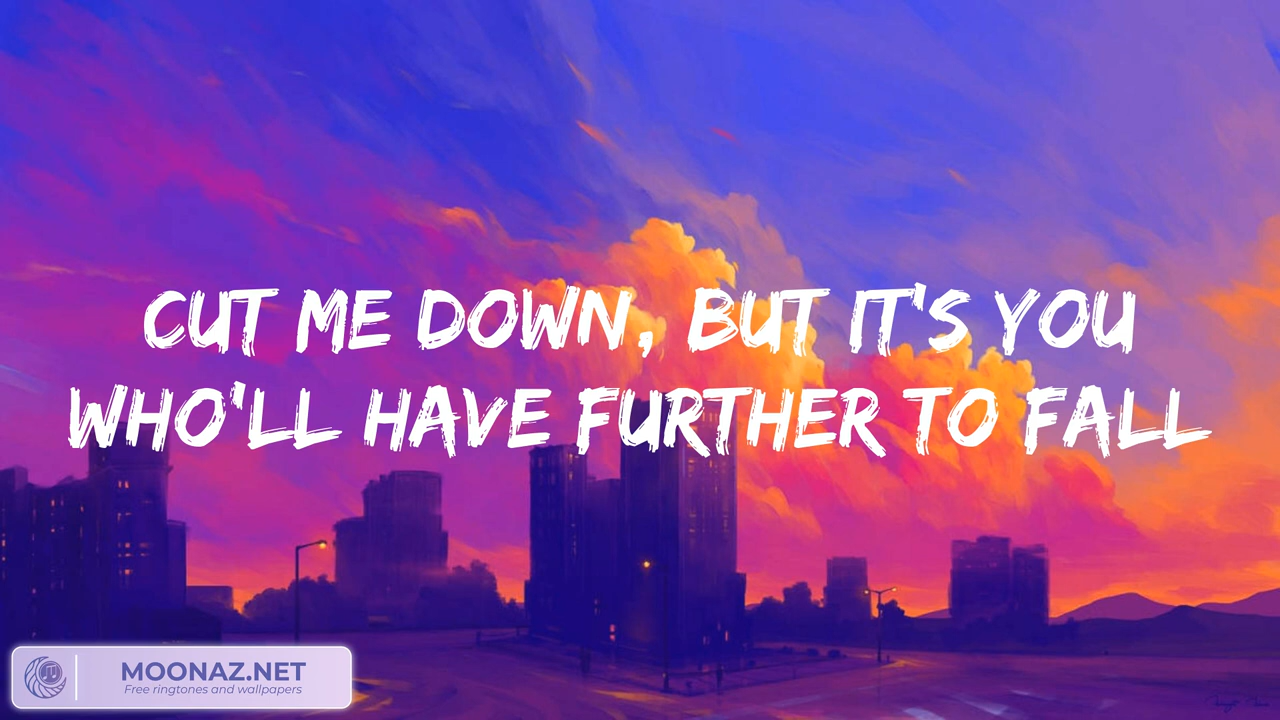 CUT ME DOWN, BUT IT'S YOU
WHO'LL HAVE FURTHER TO FALL
MOONAZ.NET
Free ringtones and wallpapers